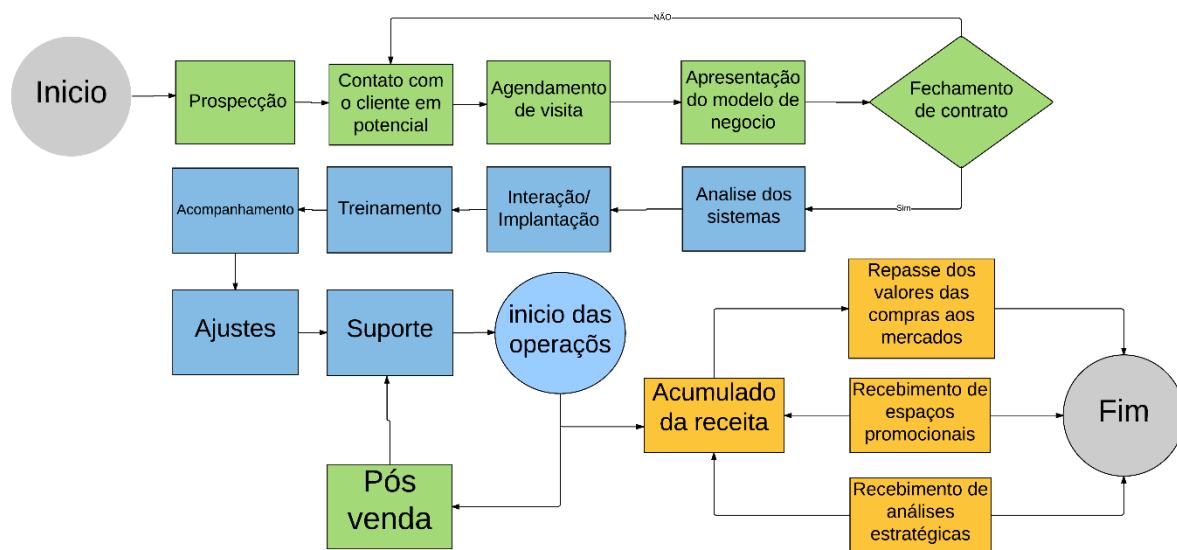 NÃO
Inicio
Prospecção
Contato com
o cliente em
potencial
Agendamento
de visita
Apresentação
do modelo de
negocio
Fechamento
de contrato
Sim
Acompanhamento
Treinamento
Interação/
Implantação
Analise dos
sistemas
Ajustes
Suporte
inicio das
operaçõs
Repasse dos
valores das
compras aos
mercados
Acumulado
da receita
Recebimento de
espaços
promocionais
Fim
Pós
venda
Recebimento de
análises
estratégicas